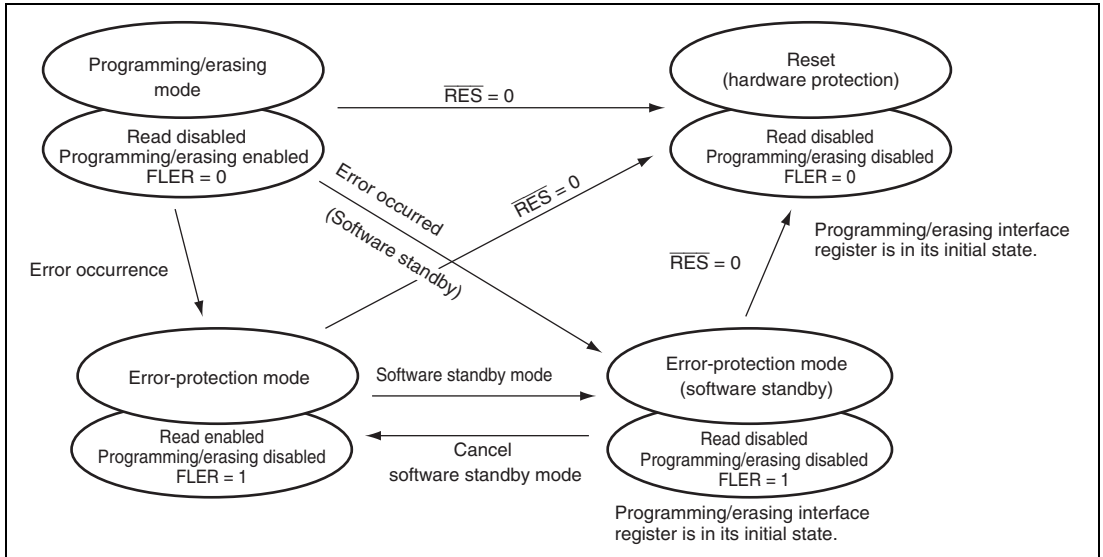 Programming/erasing
mode
Read disabled
Programming/erasing enabled
FLER = 0
RES = 0
Reset
(hardware protection)
Read disabled
Programming/erasing disabled
FLER = 0
Programming/erasing interface
register is in its initial state.
Error occurred
(Software standby)
RES = 0
RES = 0
Error occurrence
Error-protection mode
Read enabled
Programming/erasing disabled
FLER = 1
Software standby mode
Cancel
software standby mode
Error-protection mode
(software standby)
Read disabled
Programming/erasing disabled
FLER = 1
Programming/erasing interface
register is in its initial state.